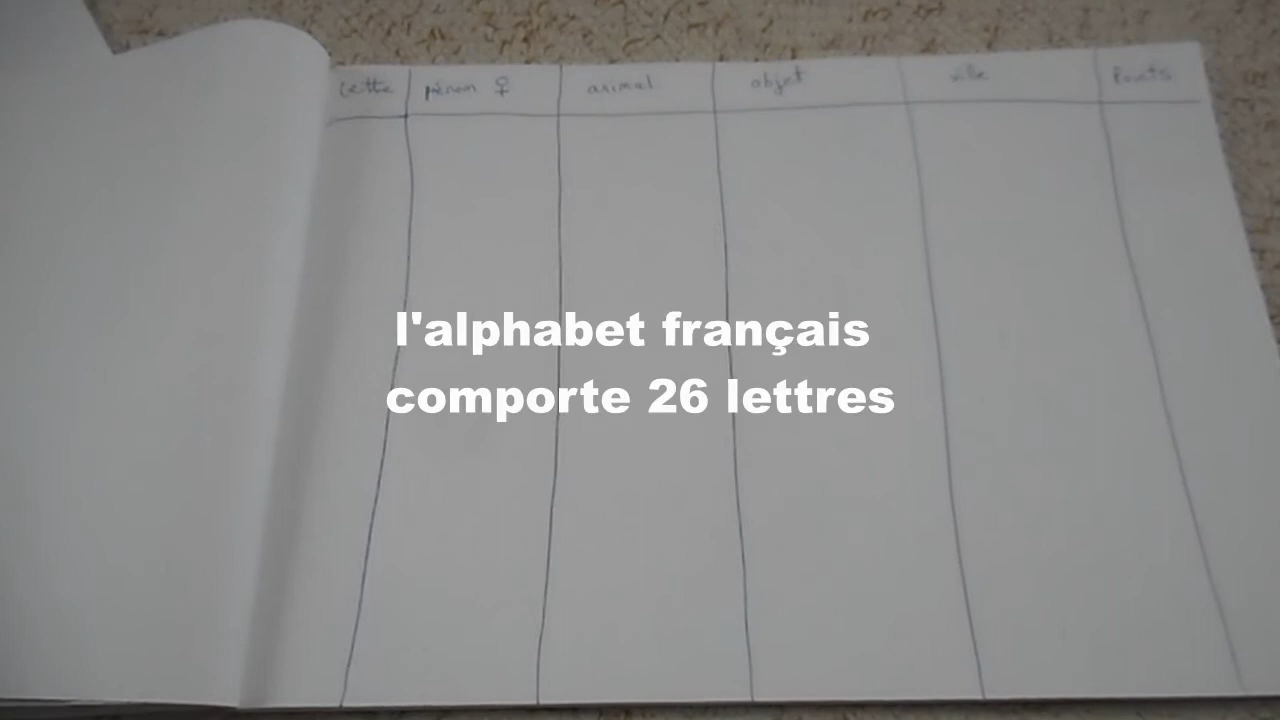 lettre prénom ♀ animal objet ville Points
l'alphabet français
comporte 26 lettres